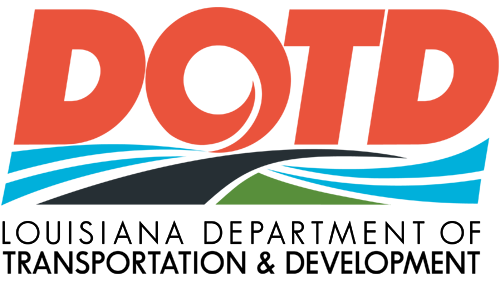 DOTD
LOUISIANA DEPARTMENT OF
TRANSPORTATION & DEVELOPMENT